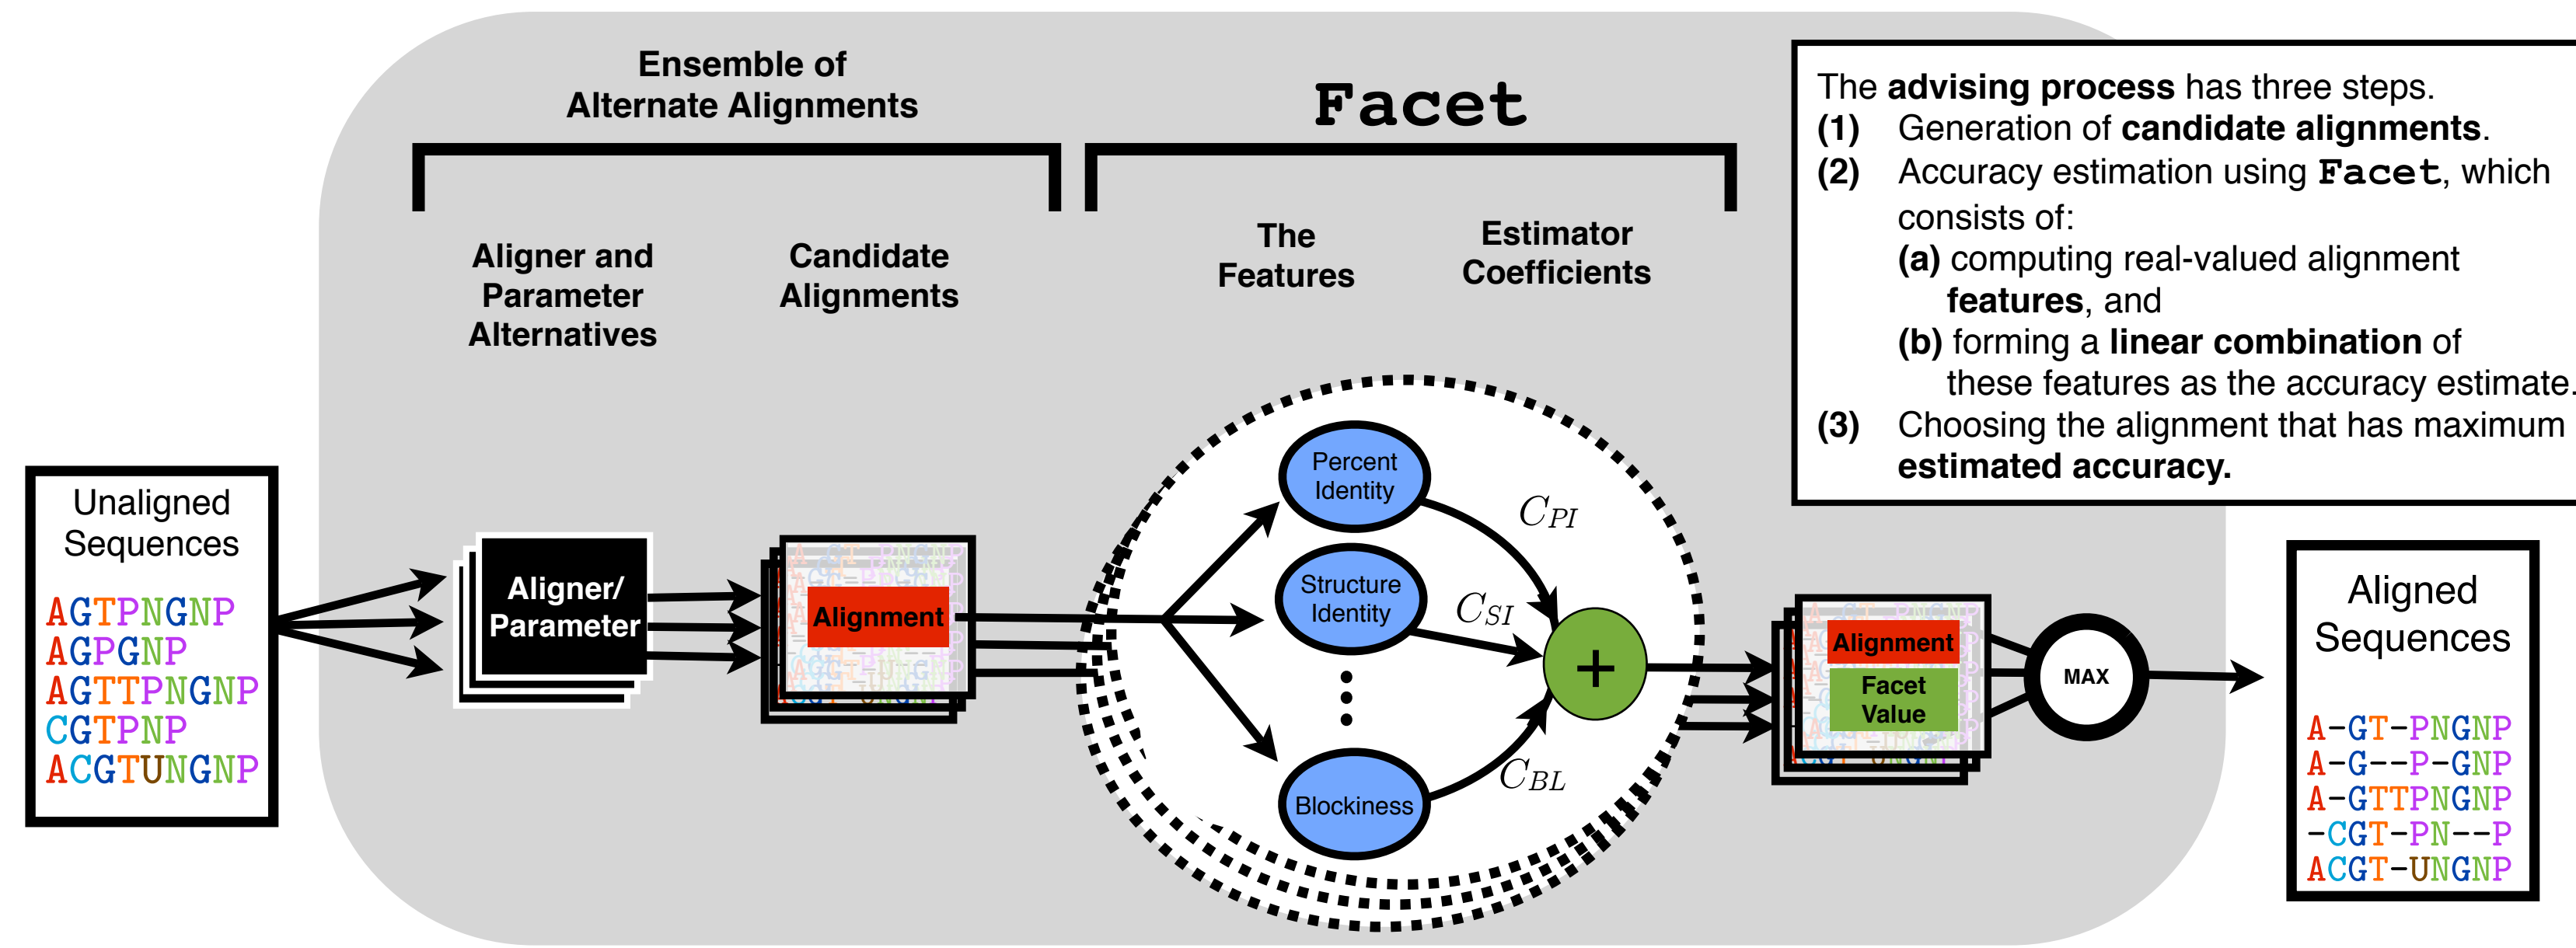 Ensemble of
Alternate Alignments
Facet
Aligner and
Parameter
Alternatives
Candidate
Alignments
The
Features
Estimator
Coefficients
The advising process has three steps.
(1) Generation of candidate alignments.
(2) Accuracy estimation using Facet, which
consists of:
(a) computing real-valued alignment
features, and
(b) forming a linear combination of
these features as the accuracy estimate.
(3) Choosing the alignment that has maximum
estimated accuracy.
Unaligned
Sequences
AGTPNGNP
AGPGNP
AGTTPNGNP
CGTPNP
ACGTUNGNP
Aligner/
Parameter
Alignment
Percent
Identity
Structure
Identity
Blockiness
C_PI
C_SI
C_BL
+
Alignment
Facet
Value
MAX
Aligned
Sequences
A-GT-PNGNP
A-G--P-GNP
A-GTTPNGNP
-CGT-PN--P
ACGT-UNGNP